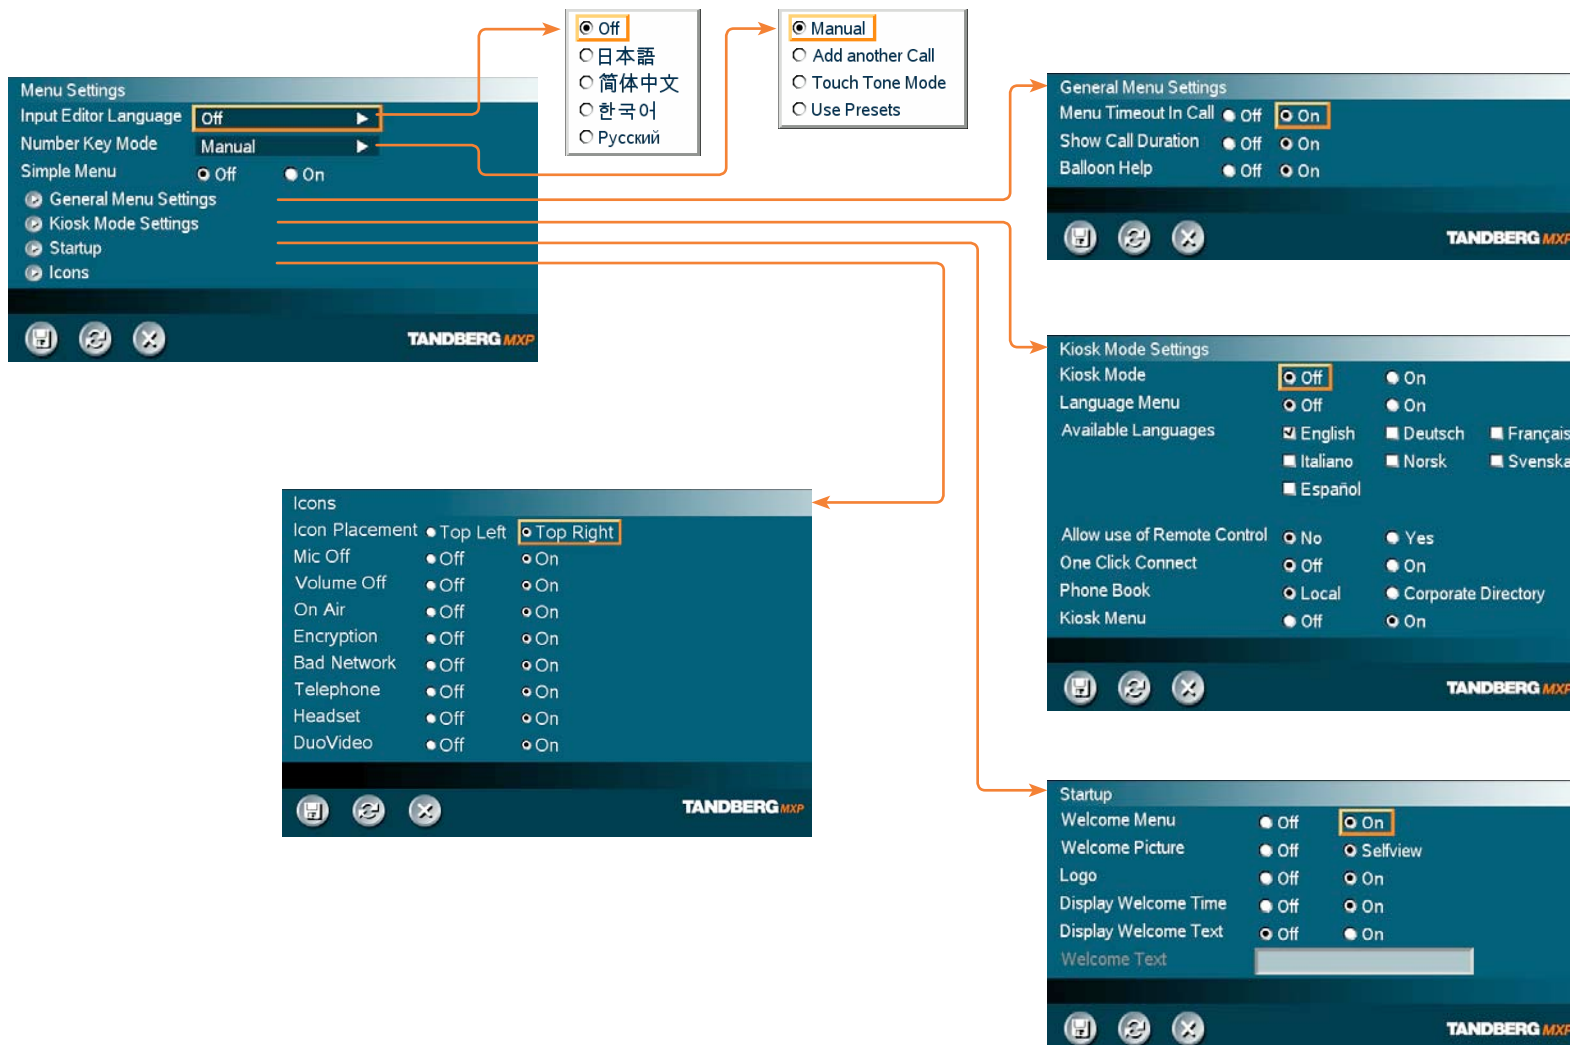 Menu Settings
Input Editor Language Off
Number Key Mode Manual
Simple Menu Off On
General Menu Settings
Kiosk Mode Settings
Startup
Icons
TANDBERG MXP
Off
日本語
简体中文
한국어
Русский
Manual
Add another Call
Touch Tone Mode
Use Presets
General Menu Settings
Menu Timeout In Call Off On
Show Call Duration Off On
Balloon Help Off On
TANDBERG MXP
Kiosk Mode Settings
Kiosk Mode Off On
Language Menu Off On
Available Languages English Deutsch Français
Italiano Norsk Svenska
Español
Allow use of Remote Control No Yes
One Click Connect Off On
Phone Book Local Corporate Directory
Kiosk Menu Off On
TANDBERG MXP
Icons
Icon Placement Top Left Top Right
Mic Off Off On
Volume Off Off On
On Air Off On
Encryption Off On
Bad Network Off On
Telephone Off On
Headset Off On
DuoVideo Off On
TANDBERG MXP
Startup
Welcome Menu Off On
Welcome Picture Off Selfview
Logo Off On
Display Welcome Time Off On
Display Welcome Text Off On
Welcome Text
TANDBERG MXP